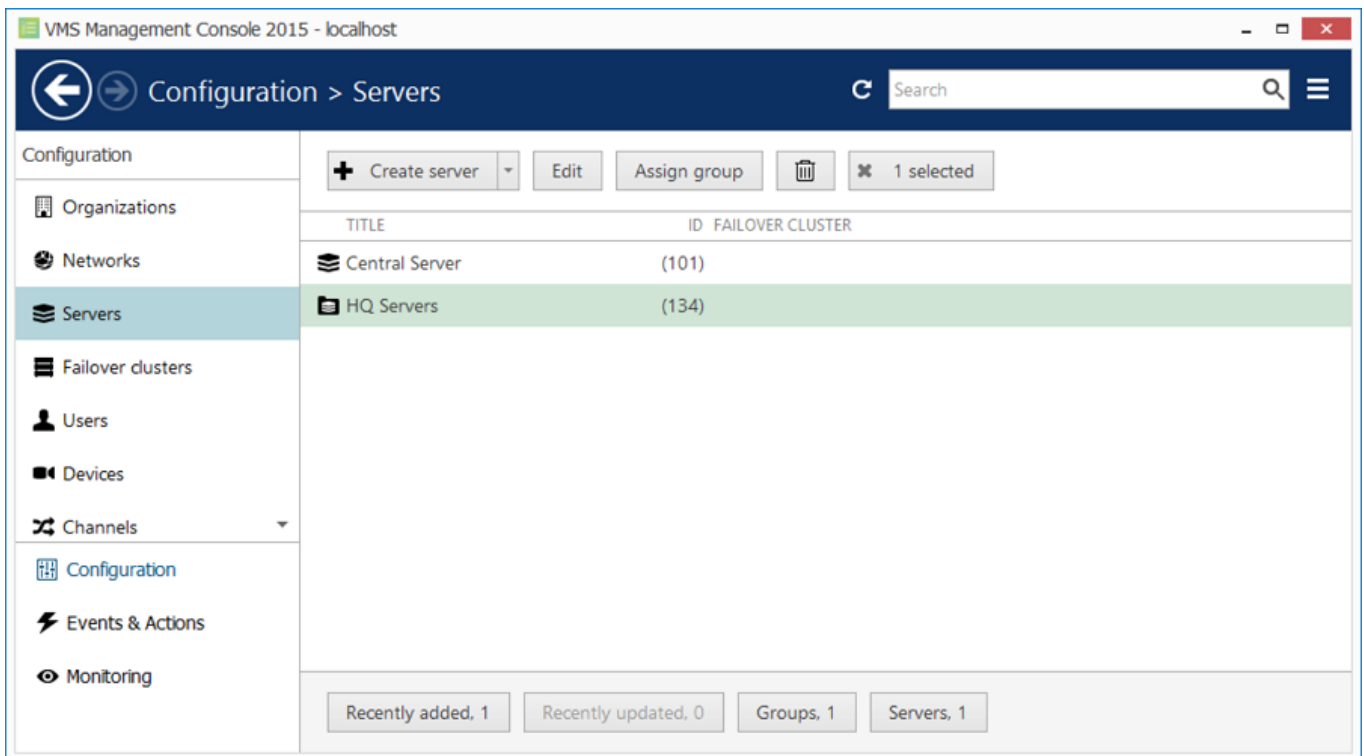 VMS Management Console 2015 - localhost
Configuration > Servers
Search
Configuration
Organizations
Networks
Servers
Failover clusters
Users
Devices
Channels
Configuration
Events & Actions
Monitoring
Create server
Edit
Assign group
1 selected
TITLE ID FAILOVER CLUSTER
Central Server (101)
HQ Servers (134)
Recently added, 1
Recently updated, 0
Groups, 1
Servers, 1